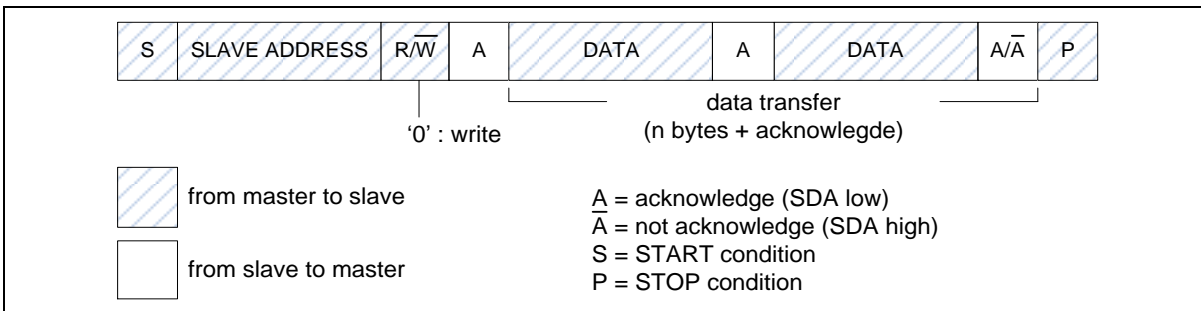 S SLAVE ADDRESS R/W̅ A DATA A DATA A/A̅ P
data transfer
(n bytes + acknowlegde)
‘0’ : write
from master to slave
from slave to master
A = acknowledge (SDA low)
A̅ = not acknowledge (SDA high)
S = START condition
P = STOP condition